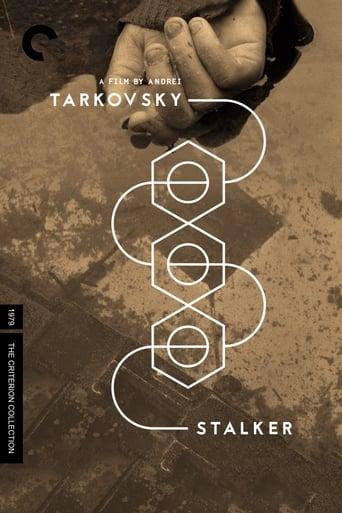 A FILM BY ANDREI
TARKOVSKY
STALKER
1979
THE CRITERION COLLECTION